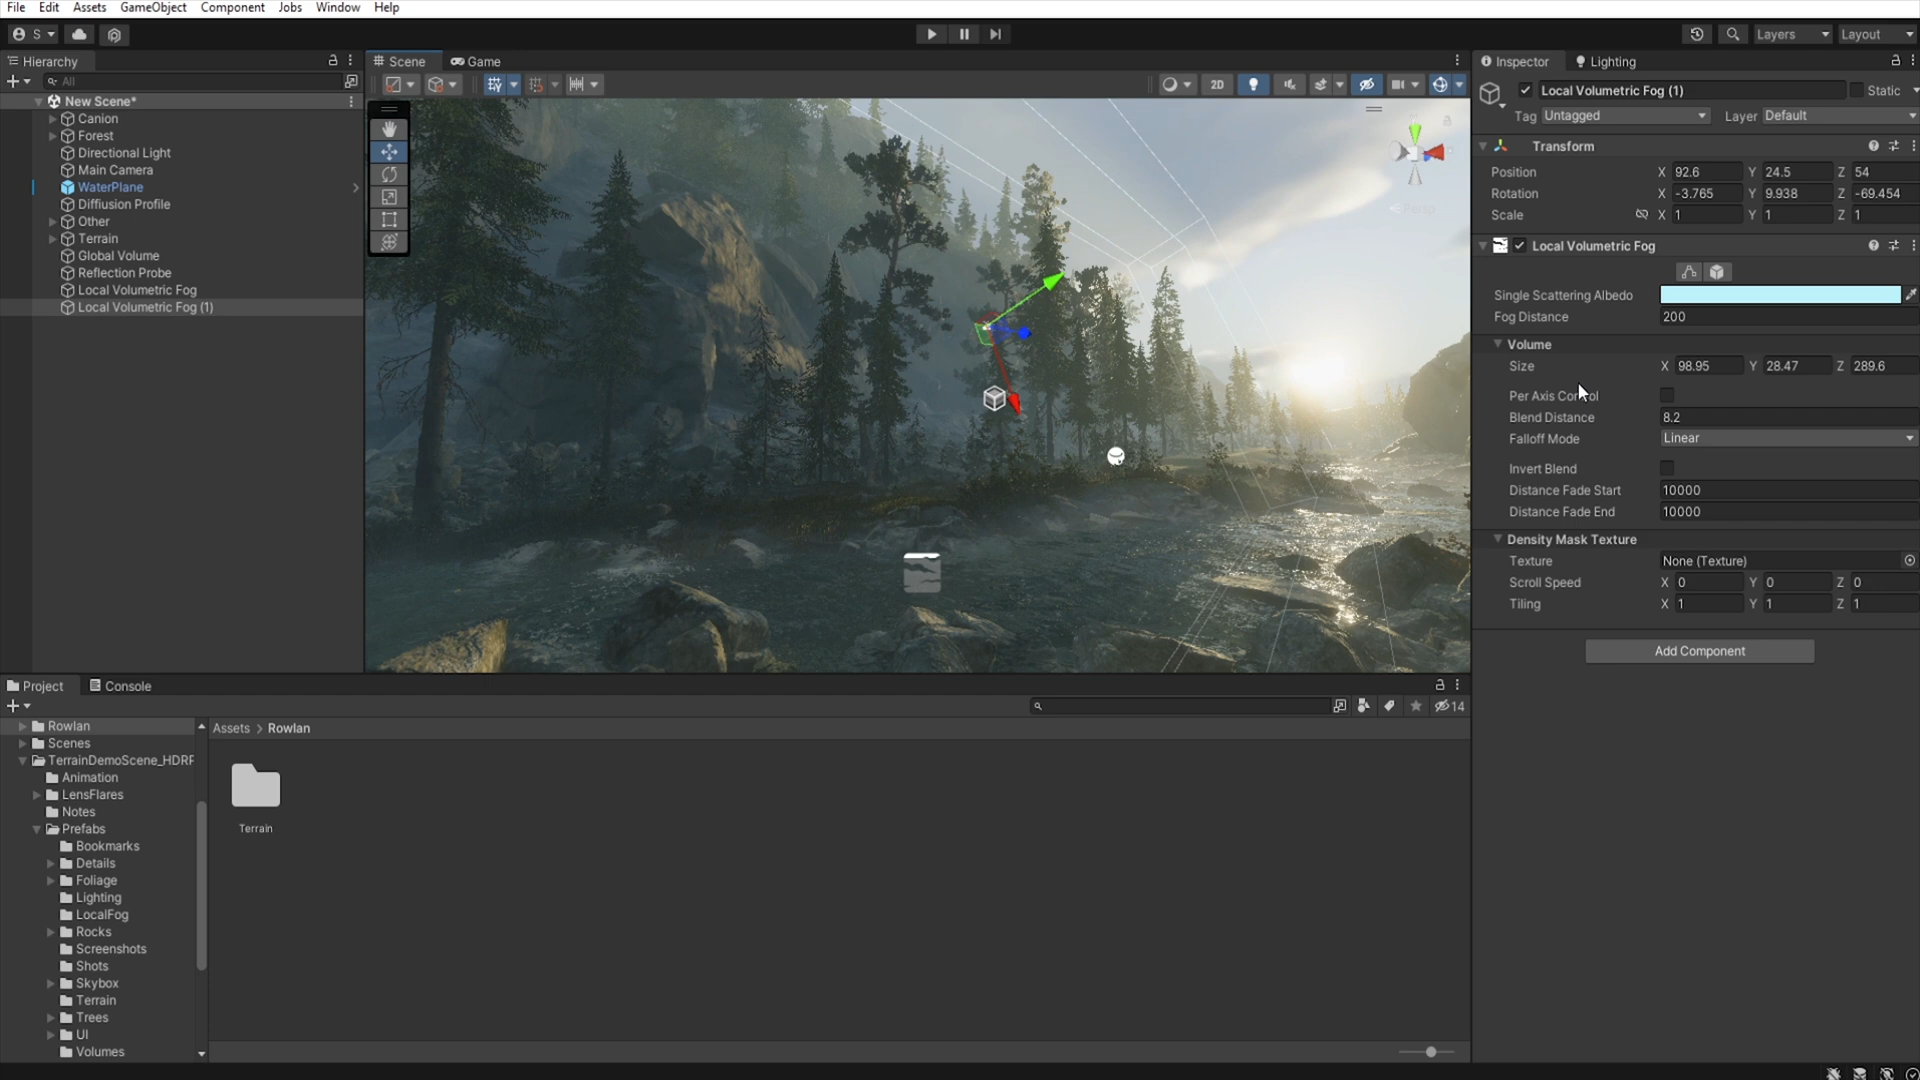 File Edit Assets GameObject Component Jobs Window Help
S Layers Layout
Hierarchy
All
New Scene*
Canion
Forest
Directional Light
Main Camera
WaterPlane
Diffusion Profile
Other
Terrain
Global Volume
Reflection Probe
Local Volumetric Fog
Local Volumetric Fog (1)
Scene Game
2D
Persp
Inspector Lighting
Local Volumetric Fog (1) Static
Tag Untagged Layer Default
Transform
Position X 92.6 Y 24.5 Z 54
Rotation X -3.765 Y 9.938 Z -69.454
Scale X 1 Y 1 Z 1
Local Volumetric Fog
Single Scattering Albedo
Fog Distance 200
Volume
Size X 98.95 Y 28.47 Z 289.6
Per Axis Control
Blend Distance 8.2
Falloff Mode Linear
Invert Blend
Distance Fade Start 10000
Distance Fade End 10000
Density Mask Texture
Texture None (Texture)
Scroll Speed X 0 Y 0 Z 0
Tiling X 1 Y 1 Z 1
Add Component
Project Console
14
Rowlan
Scenes
TerrainDemoScene_HDRP
Animation
LensFlares
Notes
Prefabs
Bookmarks
Details
Foliage
Lighting
LocalFog
Rocks
Screenshots
Shots
Skybox
Terrain
Trees
UI
Volumes
Assets > Rowlan
Terrain